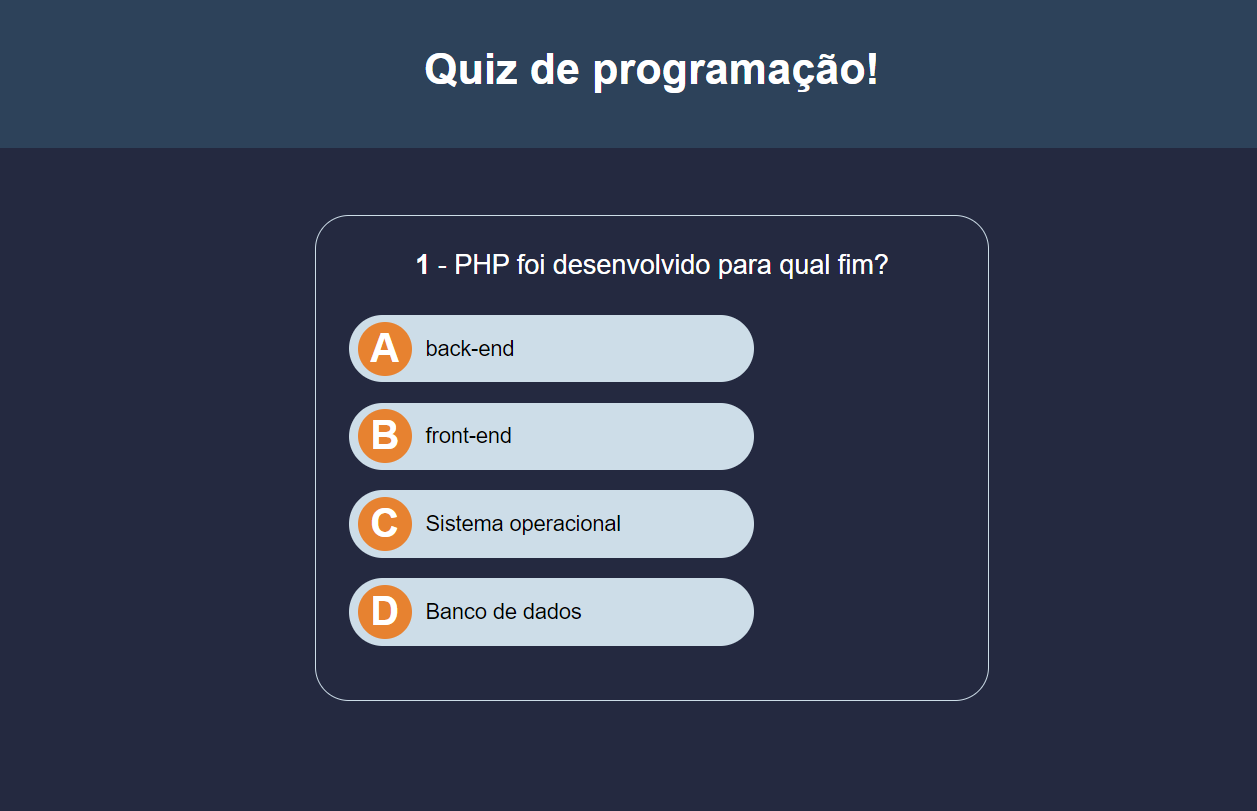 Quiz de programação!
1 - PHP foi desenvolvido para qual fim?
A back-end
B front-end
C Sistema operacional
D Banco de dados